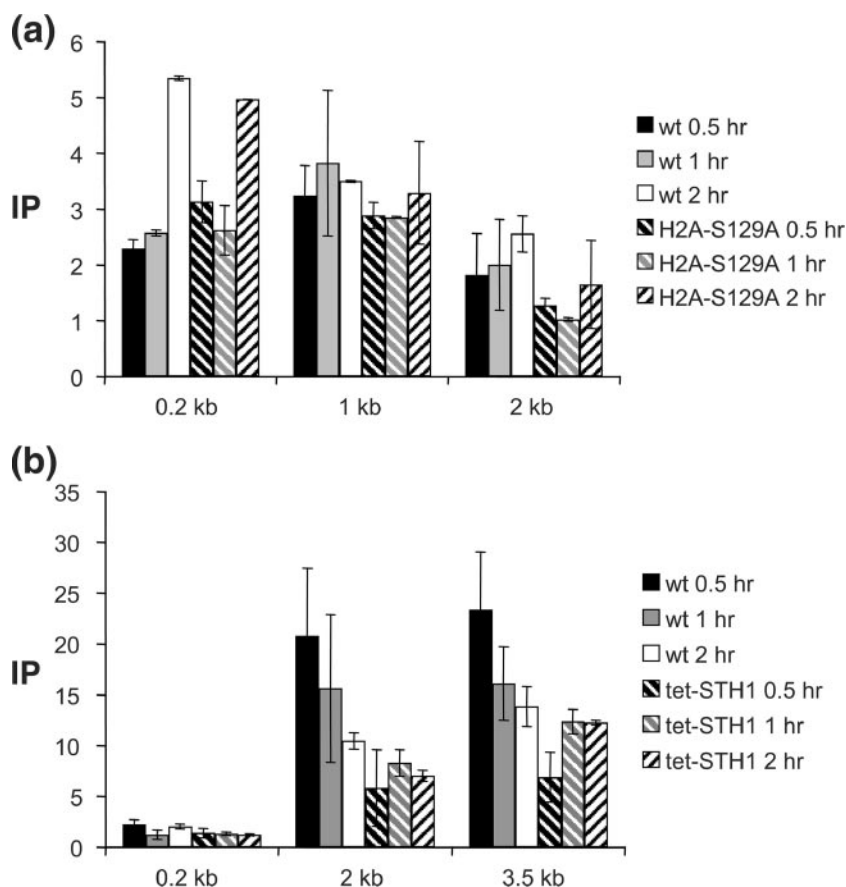 (a)
6
5
4
3
2
1
0
IP
0.2 kb
1 kb
2 kb
wt 0.5 hr
wt 1 hr
wt 2 hr
H2A-S129A 0.5 hr
H2A-S129A 1 hr
H2A-S129A 2 hr
(b)
35
30
25
20
15
10
5
0
IP
0.2 kb
2 kb
3.5 kb
wt 0.5 hr
wt 1 hr
wt 2 hr
tet-STH1 0.5 hr
tet-STH1 1 hr
tet-STH1 2 hr